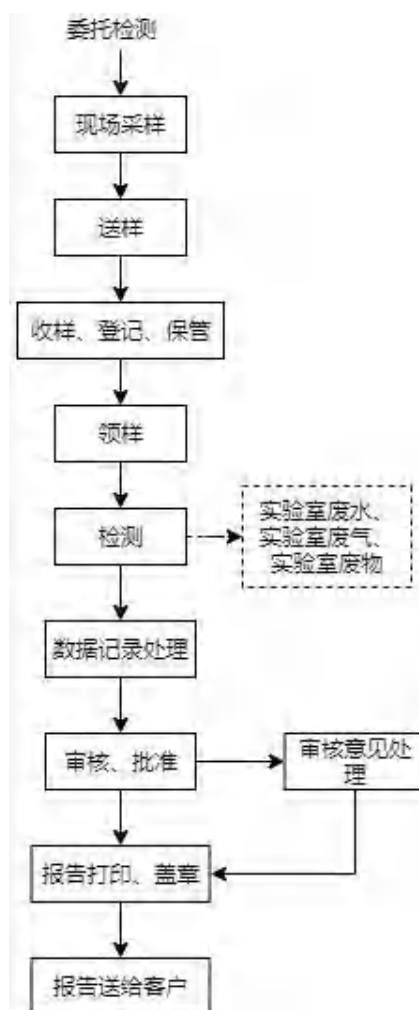 委托检测
现场采样
送样
收样、登记、保管
领样
检测
实验室废水、
实验室废气、
实验室废物
数据记录处理
审核、批准
审核意见处
理
报告打印、盖章
报告送给客户